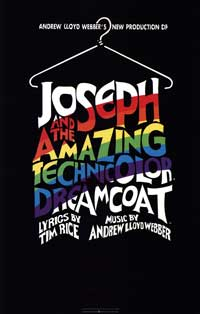 ANDREW LLOYD WEBBER'S NEW PRODUCTION OF
JOSEPH
AND THE
AMAZING
TECHNICOLOR
DREAMCOAT
LYRICS BY
TIM RICE
MUSIC BY
ANDREW LLOYD WEBBER